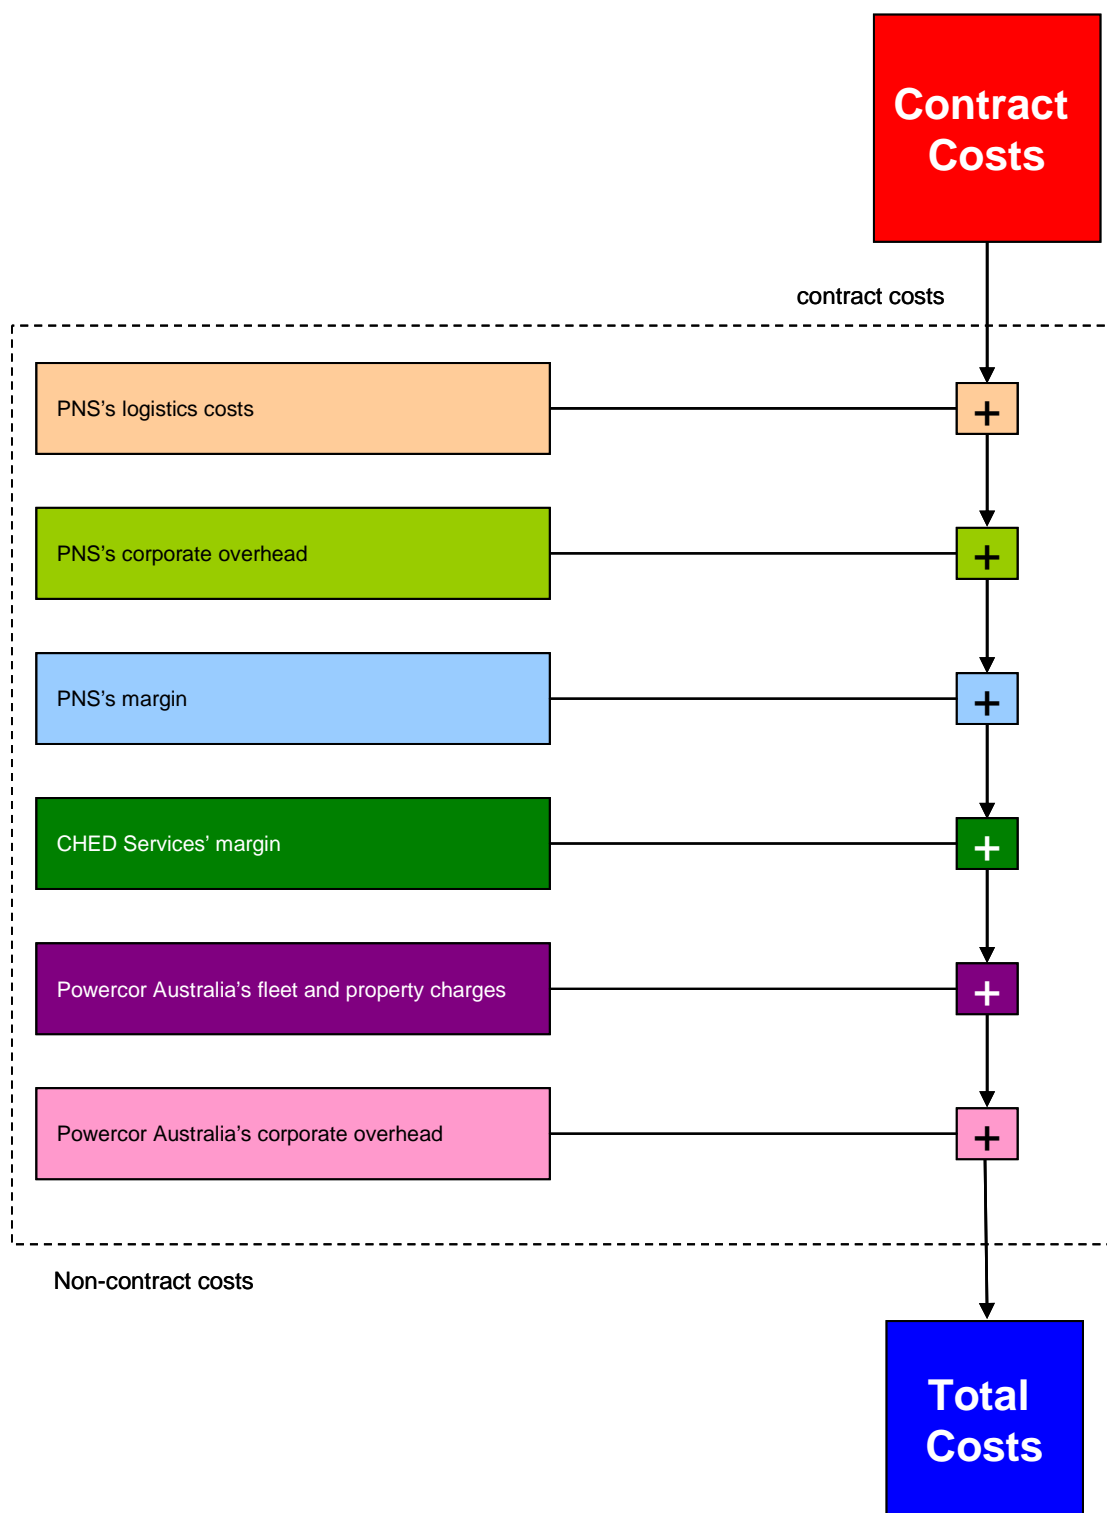 Contract
Costs
contract costs
PNS's logistics costs
+
PNS's corporate overhead
+
PNS's margin
+
CHED Services' margin
+
Powercor Australia's fleet and property charges
+
Powercor Australia's corporate overhead
+
Non-contract costs
Total
Costs